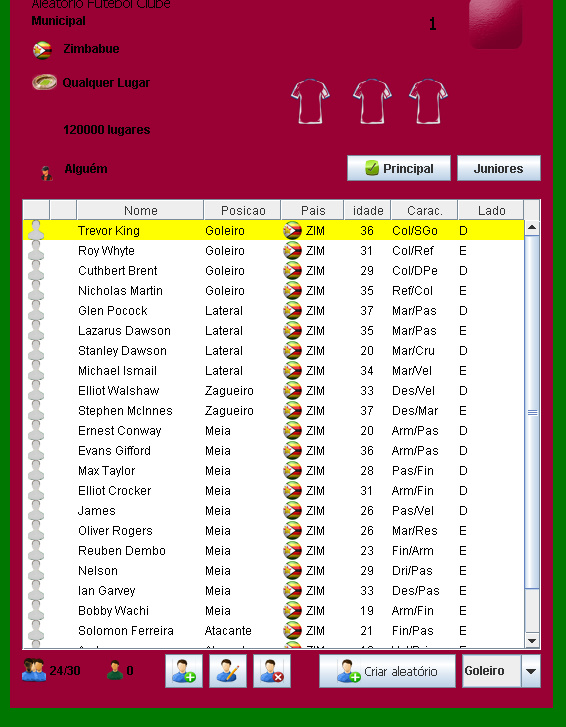 Aleatório Futebol Clube
Municipal
1
Zimbabue
Qualquer Lugar
120000 lugares
Alguém
Principal
Juniores
Nome Posicao Pais idade Carac. Lado
Trevor King Goleiro ZIM 36 Col/SGo D
Roy Whyte Goleiro ZIM 31 Col/Ref E
Cuthbert Brent Goleiro ZIM 29 Col/DPe D
Nicholas Martin Goleiro ZIM 35 Ref/Col E
Glen Pocock Lateral ZIM 37 Mar/Pas D
Lazarus Dawson Lateral ZIM 35 Mar/Pas E
Stanley Dawson Lateral ZIM 20 Mar/Cru D
Michael Ismail Lateral ZIM 34 Mar/Vel E
Elliot Walshaw Zagueiro ZIM 33 Des/Vel D
Stephen McInnes Zagueiro ZIM 37 Des/Mar E
Ernest Conway Meia ZIM 20 Arm/Pas D
Evans Gifford Meia ZIM 36 Arm/Pas D
Max Taylor Meia ZIM 28 Pas/Fin D
Elliot Crocker Meia ZIM 31 Arm/Fin D
James Meia ZIM 26 Pas/Vel D
Oliver Rogers Meia ZIM 26 Mar/Res E
Reuben Dembo Meia ZIM 23 Fin/Arm E
Nelson Meia ZIM 29 Dri/Pas E
Ian Garvey Meia ZIM 33 Des/Pas E
Bobby Wachi Meia ZIM 19 Arm/Fin E
Solomon Ferreira Atacante ZIM 21 Fin/Pas E
24/30
0
Criar aleatório
Goleiro